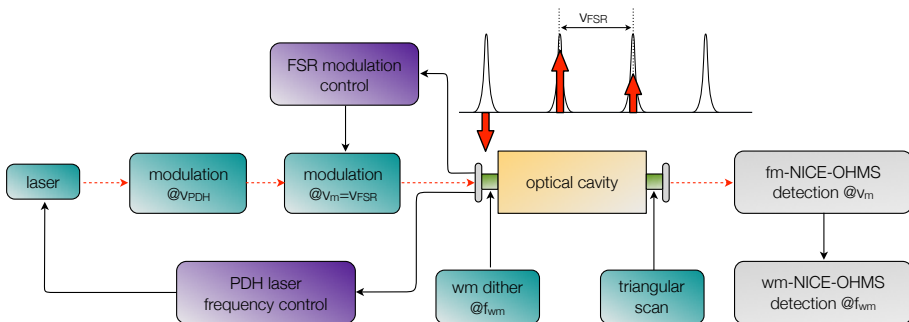 νFSR
FSR modulation
control
laser
modulation
@νPDH
modulation
@νm=νFSR
optical cavity
fm-NICE-OHMS
detection @νm
PDH laser
frequency control
wm dither
@fwm
triangular
scan
wm-NICE-OHMS
detection @fwm